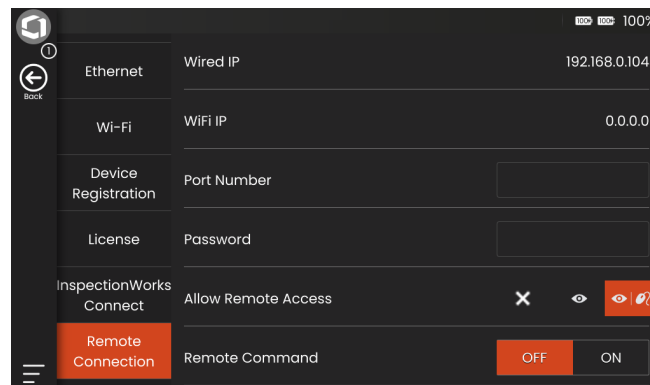 100% 100% 100%
1
Back
Ethernet
Wired IP
192.168.0.104
Wi-Fi
WiFi IP
0.0.0.0
Device
Registration
Port Number
License
Password
InspectionWorks
Connect
Allow Remote Access
Remote
Connection
Remote Command
OFF
ON